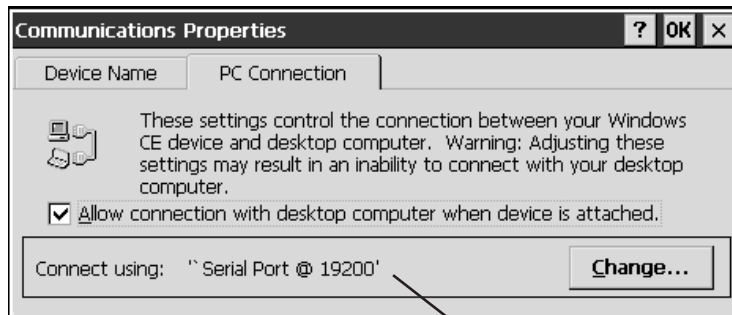 Communications Properties ? OK ×
Device Name PC Connection
These settings control the connection between your Windows
CE device and desktop computer. Warning: Adjusting these
settings may result in an inability to connect with your desktop
computer.
Allow connection with desktop computer when device is attached.
Connect using: '`Serial Port @ 19200' Change...